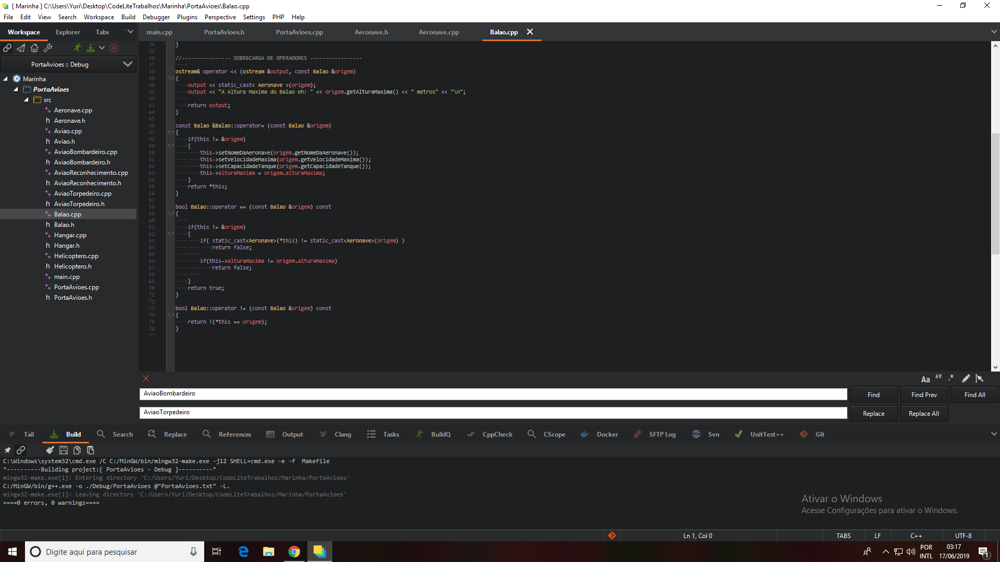 [ Marinha ] C:\Users\Yuri\Desktop\CodeLiteTrabalhos\Marinha\PortaAvioes\Balao.cpp
File Edit View Search Workspace Build Debugger Plugins Perspective Settings PHP Help
Workspace Explorer Tabs
main.cpp PortaAvioes.h PortaAvioes.cpp Aeronave.h Aeronave.cpp Balao.cpp
PortaAvioes :: Debug
Marinha
PortaAvioes
src
Aeronave.cpp
h Aeronave.h
Aviao.cpp
h Aviao.h
AviaoBombardeiro.cpp
h AviaoBombardeiro.h
AviaoReconhecimento.cpp
h AviaoReconhecimento.h
AviaoTorpedeiro.cpp
h AviaoTorpedeiro.h
Balao.cpp
h Balao.h
Hangar.cpp
h Hangar.h
Helicoptero.cpp
h Helicoptero.h
main.cpp
PortaAvioes.cpp
h PortaAvioes.h
34 }
35
36 //---------------- SOBRECARGA DE OPERADORES -----------------
37
38 ostream& operator << (ostream &output, const Balao &origem)
39 {
40 output << static_cast< Aeronave >(origem);
41 output << "A Altura Maxima do Balao eh: " << origem.getAlturaMaxima() << " metros" << "\n";
42
43 return output;
44 }
45
46 const Balao &Balao::operator= (const Balao &origem)
47 {
48 if(this != &origem)
49 {
50 this->setNomeDaAeronave(origem.getNomeDaAeronave());
51 this->setVelocidadeMaxima(origem.getVelocidadeMaxima());
52 this->setCapacidadeTanque(origem.getCapacidadeTanque());
53 this->alturaMaxima = origem.alturaMaxima;
54 }
55 return *this;
56 }
57
58 bool Balao::operator == (const Balao &origem) const
59 {
60
61 if(this != &origem)
62 {
63 if( static_cast<Aeronave>(*this) != static_cast<Aeronave>(origem) )
64 return false;
65
66 if(this->alturaMaxima != origem.alturaMaxima)
67 return false;
68
69 }
70 return true;
71 }
72
73 bool Balao::operator != (const Balao &origem) const
74 {
75 return !(*this == origem);
76 }
77
Aa "" .*
AviaoBombardeiro
Find Find Prev Find All
AviaoTorpedeiro
Replace Replace All
Tail Build Search Replace References Output Clang Tasks BuildQ CppCheck CScope Docker SFTP Log Svn UnitTest++ Git
C:\Windows\system32\cmd.exe /C C:/MinGW/bin/mingw32-make.exe -j12 SHELL=cmd.exe -e -f Makefile
"----------Building project:[ PortaAvioes - Debug ]----------"
mingw32-make.exe[1]: Entering directory 'C:/Users/Yuri/Desktop/CodeLiteTrabalhos/Marinha/PortaAvioes'
C:/MinGW/bin/g++.exe -o ./Debug/PortaAvioes @"PortaAvioes.txt" -L.
mingw32-make.exe[1]: Leaving directory 'C:/Users/Yuri/Desktop/CodeLiteTrabalhos/Marinha/PortaAvioes'
====0 errors, 0 warnings====
Ativar o Windows
Acesse Configurações para ativar o Windows.
Ln 1, Col 0 TABS LF C++ UTF-8
Digite aqui para pesquisar
POR
INTL
03:17
17/06/2019
1